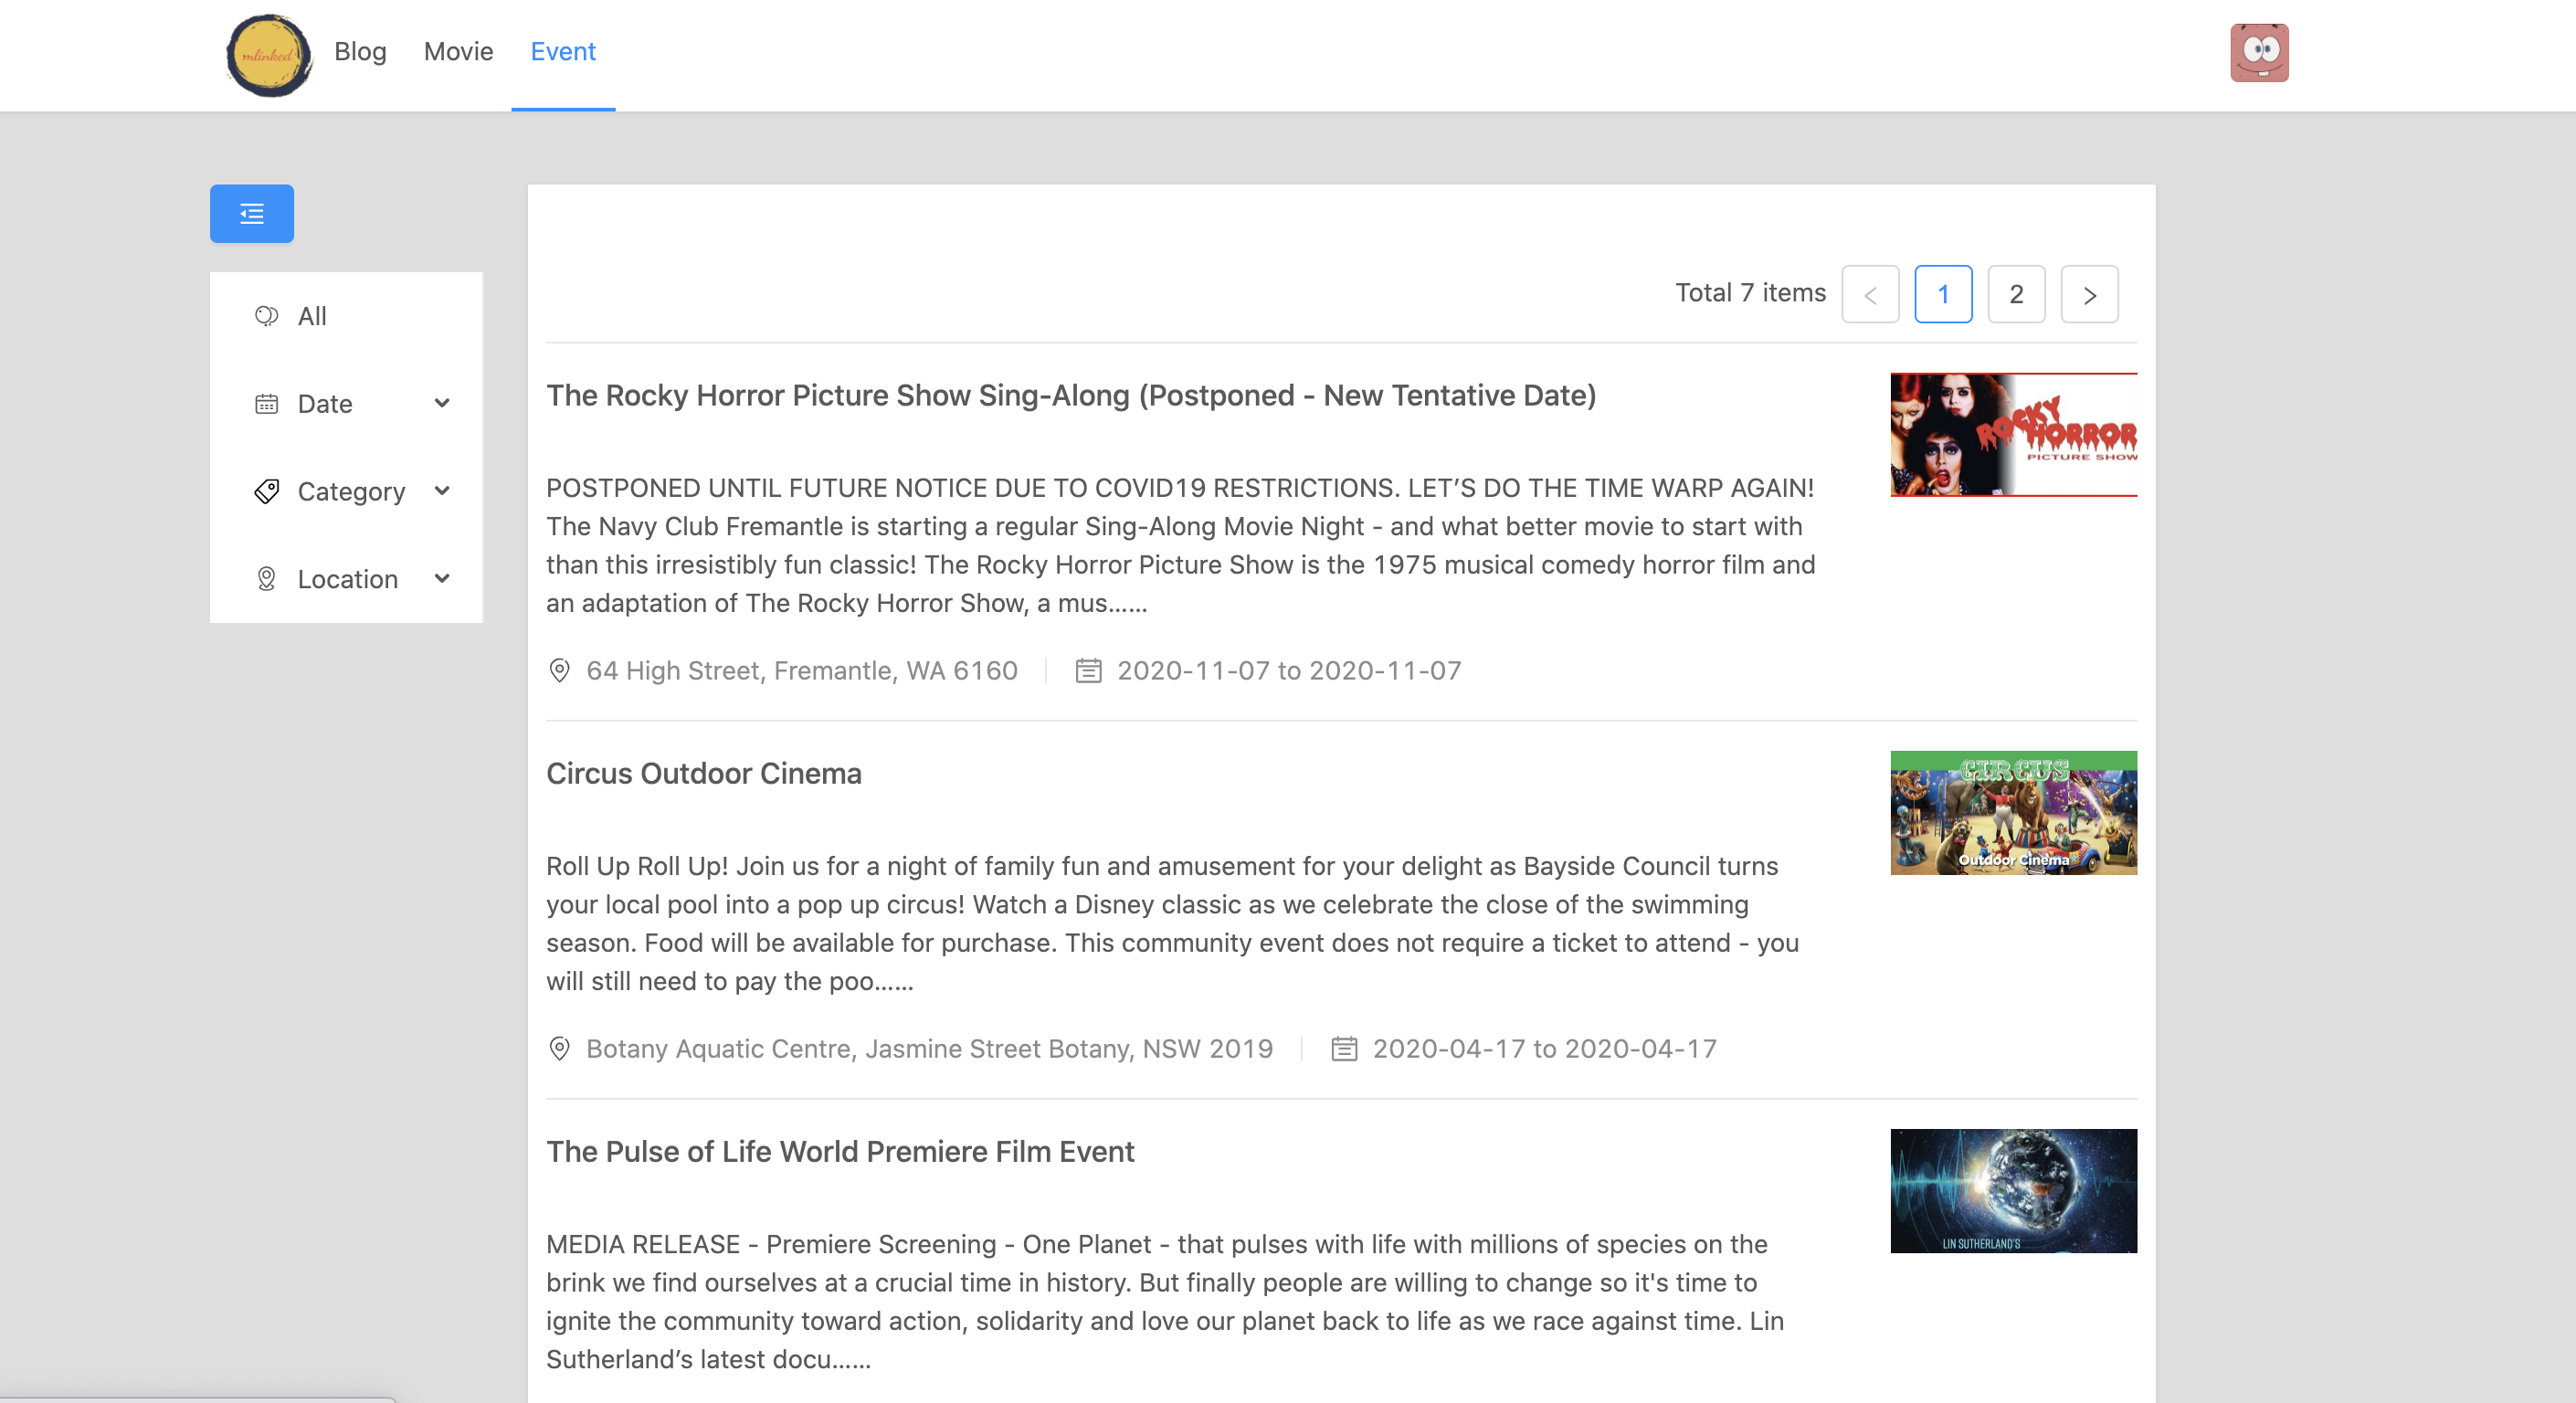 mlinked
Blog
Movie
Event
All
Date
Category
Location
Total 7 items
<
1
2
>
The Rocky Horror Picture Show Sing-Along (Postponed - New Tentative Date)
ROCKY
HORROR
PICTURE SHOW
POSTPONED UNTIL FUTURE NOTICE DUE TO COVID19 RESTRICTIONS. LET’S DO THE TIME WARP AGAIN!
The Navy Club Fremantle is starting a regular Sing-Along Movie Night - and what better movie to start with
than this irresistibly fun classic! The Rocky Horror Picture Show is the 1975 musical comedy horror film and
an adaptation of The Rocky Horror Show, a mus......
64 High Street, Fremantle, WA 6160
2020-11-07 to 2020-11-07
Circus Outdoor Cinema
CIRCUS
Outdoor Cinema
Roll Up Roll Up! Join us for a night of family fun and amusement for your delight as Bayside Council turns
your local pool into a pop up circus! Watch a Disney classic as we celebrate the close of the swimming
season. Food will be available for purchase. This community event does not require a ticket to attend - you
will still need to pay the poo......
Botany Aquatic Centre, Jasmine Street Botany, NSW 2019
2020-04-17 to 2020-04-17
The Pulse of Life World Premiere Film Event
LIN SUTHERLAND'S
MEDIA RELEASE - Premiere Screening - One Planet - that pulses with life with millions of species on the
brink we find ourselves at a crucial time in history. But finally people are willing to change so it's time to
ignite the community toward action, solidarity and love our planet back to life as we race against time. Lin
Sutherland’s latest docu......